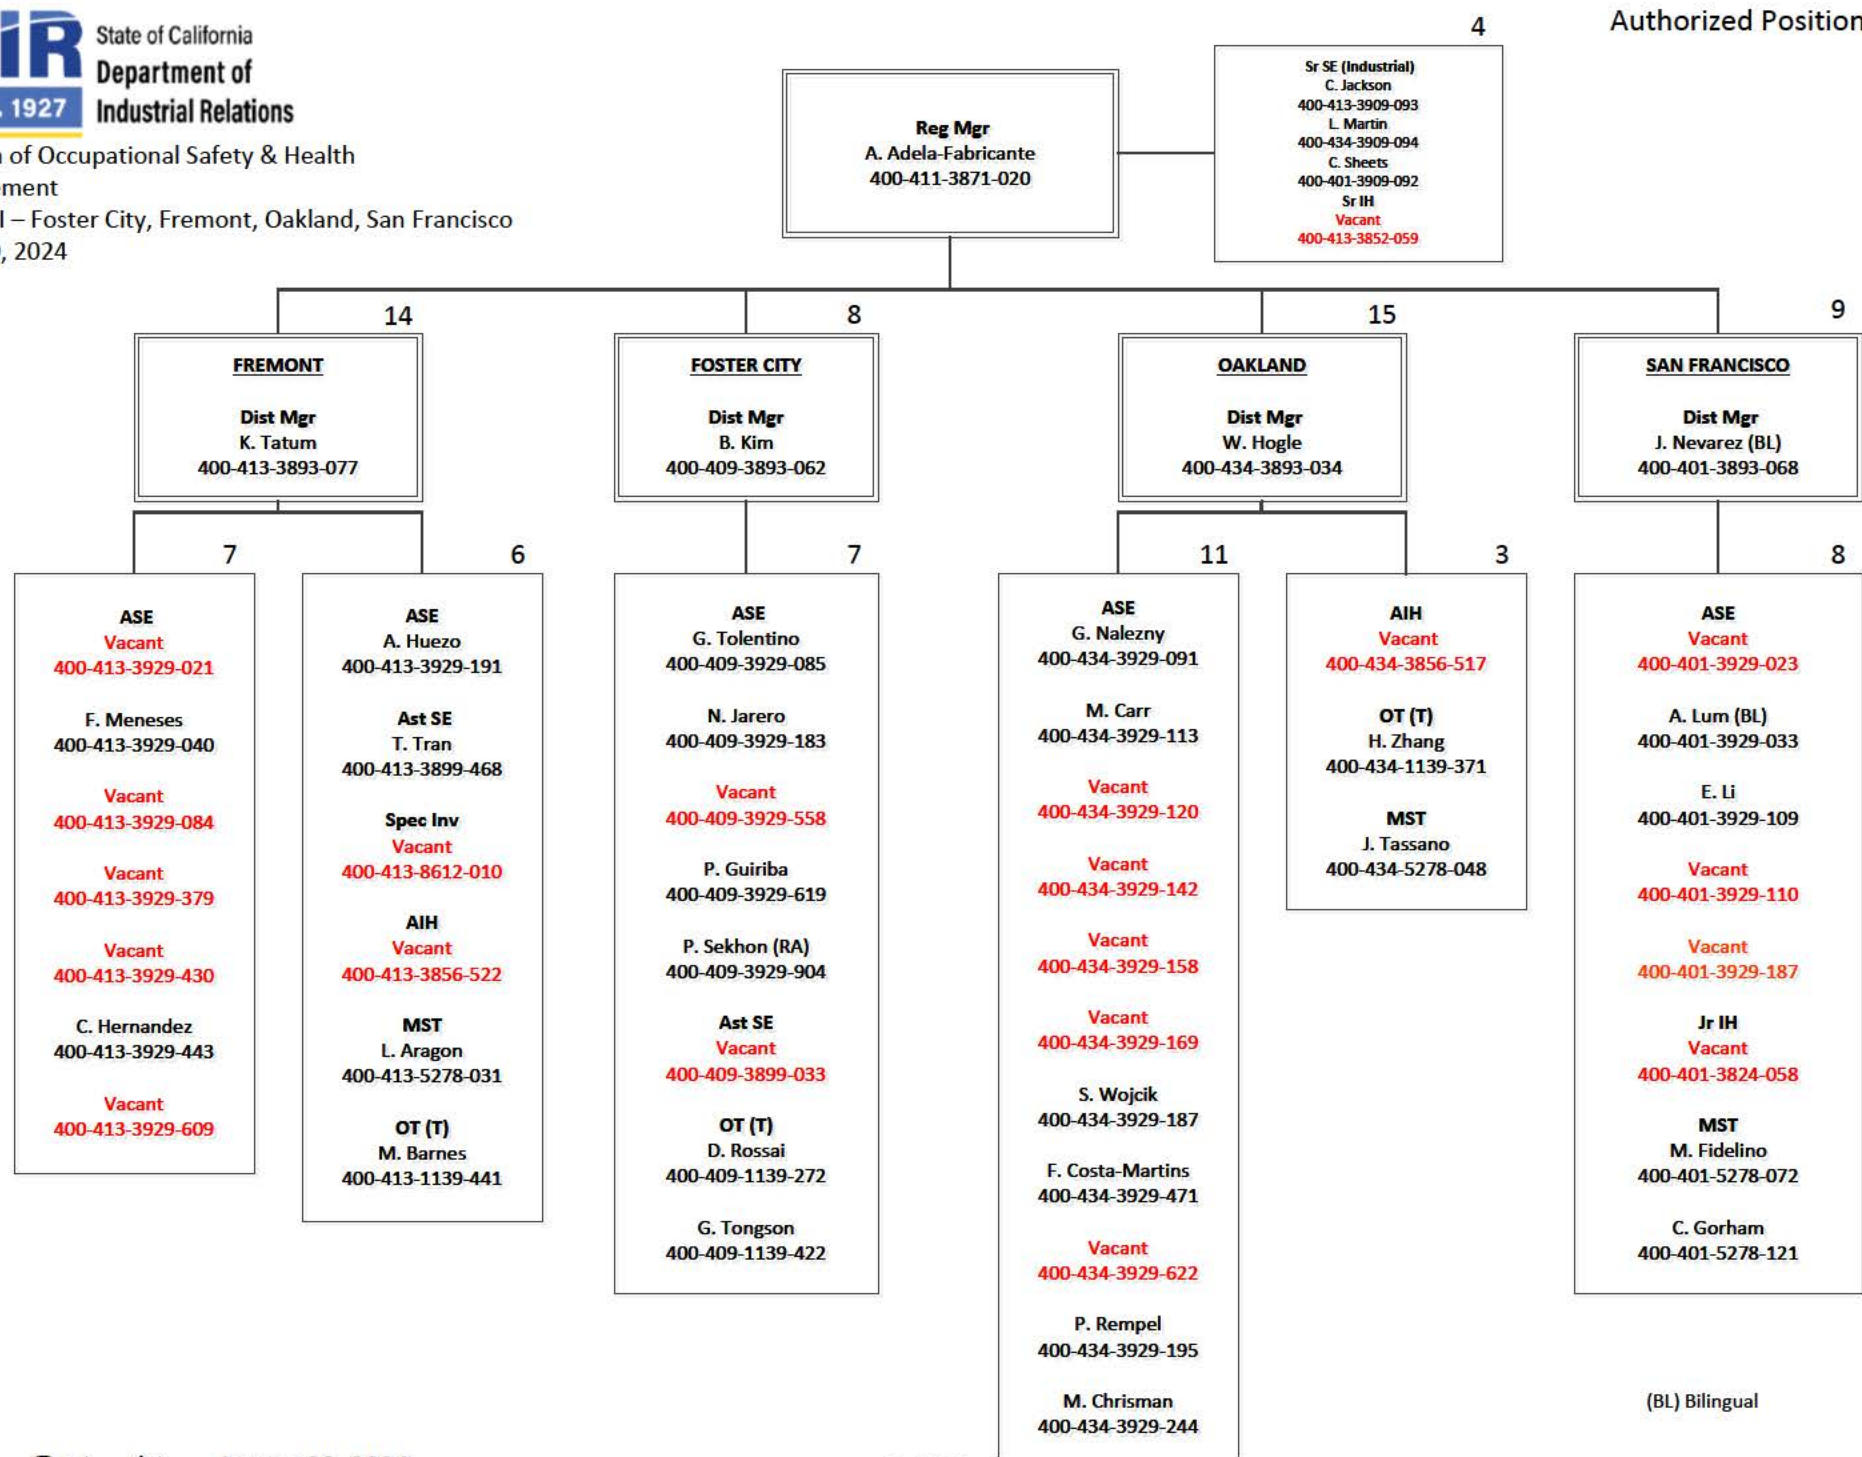 IR
. 1927
State of California
Department of
Industrial Relations
of Occupational Safety & Health
I – Foster City, Fremont, Oakland, San Francisco
, 2024
Authorized Position
4
Reg Mgr
A. Adela-Fabricante
400-411-3871-020
Sr SE (Industrial)
C. Jackson
400-413-3909-093
L. Martin
400-434-3909-094
C. Sheets
400-401-3909-092
Sr IH
Vacant
400-413-3852-059
14
FREMONT
Dist Mgr
K. Tatum
400-413-3893-077
8
FOSTER CITY
Dist Mgr
B. Kim
400-409-3893-062
15
OAKLAND
Dist Mgr
W. Hogle
400-434-3893-034
9
SAN FRANCISCO
Dist Mgr
J. Nevarez (BL)
400-401-3893-068
7
ASE
Vacant
400-413-3929-021
F. Meneses
400-413-3929-040
Vacant
400-413-3929-084
Vacant
400-413-3929-379
Vacant
400-413-3929-430
C. Hernandez
400-413-3929-443
Vacant
400-413-3929-609
6
ASE
A. Huezo
400-413-3929-191
Ast SE
T. Tran
400-413-3899-468
Spec Inv
Vacant
400-413-8612-010
AIH
Vacant
400-413-3856-522
MST
L. Aragon
400-413-5278-031
OT (T)
M. Barnes
400-413-1139-441
7
ASE
G. Tolentino
400-409-3929-085
N. Jarero
400-409-3929-183
Vacant
400-409-3929-558
P. Guiriba
400-409-3929-619
P. Sekhon (RA)
400-409-3929-904
Ast SE
Vacant
400-409-3899-033
OT (T)
D. Rossai
400-409-1139-272
G. Tongson
400-409-1139-422
11
ASE
G. Nalezny
400-434-3929-091
M. Carr
400-434-3929-113
Vacant
400-434-3929-120
Vacant
400-434-3929-142
Vacant
400-434-3929-158
Vacant
400-434-3929-169
S. Wojcik
400-434-3929-187
F. Costa-Martins
400-434-3929-471
Vacant
400-434-3929-622
P. Rempel
400-434-3929-195
M. Chrisman
400-434-3929-244
3
AIH
Vacant
400-434-3856-517
OT (T)
H. Zhang
400-434-1139-371
MST
J. Tassano
400-434-5278-048
8
ASE
Vacant
400-401-3929-023
A. Lum (BL)
400-401-3929-033
E. Li
400-401-3929-109
Vacant
400-401-3929-110
Vacant
400-401-3929-187
Jr IH
Vacant
400-401-3824-058
MST
M. Fidelino
400-401-5278-072
C. Gorham
400-401-5278-121
(BL) Bilingual